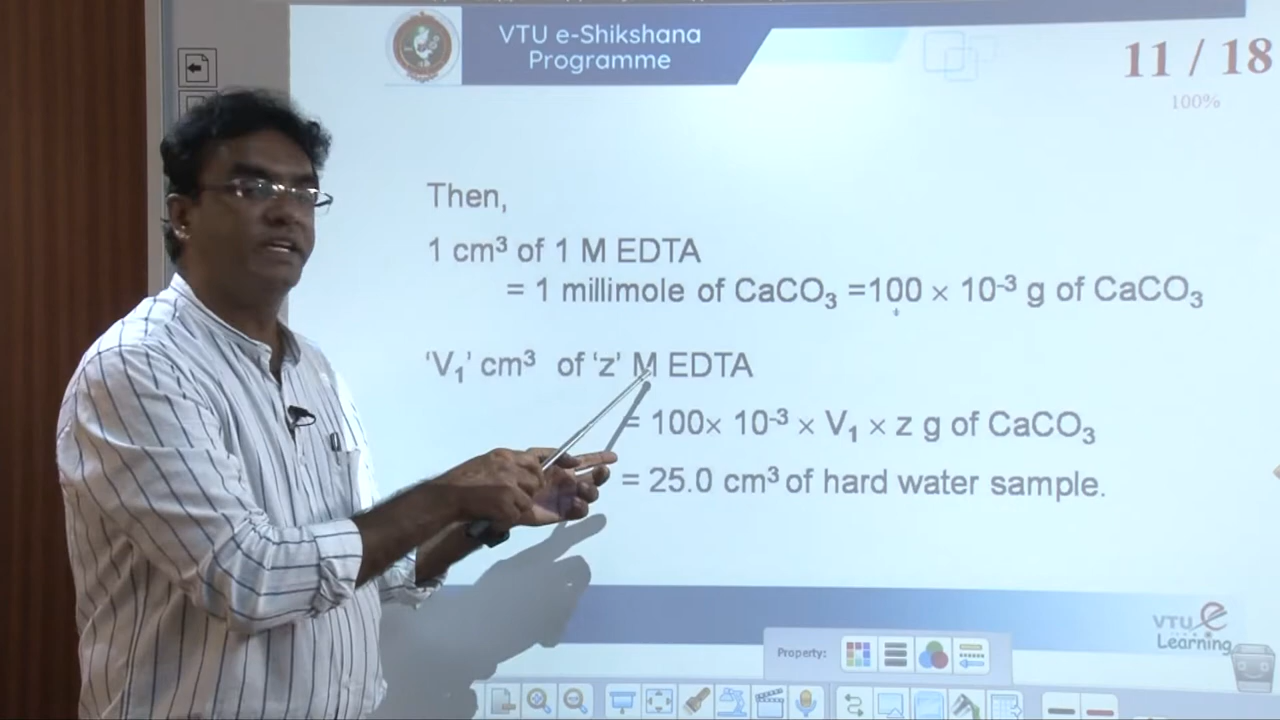 VTU e-Shikshana
Programme
11 / 18
100%
Then,
1 cm³ of 1 M EDTA
= 1 millimole of CaCO₃ =100 × 10⁻³ g of CaCO₃
‘V₁’ cm³ of ‘z’ M EDTA
= 100× 10⁻³ × V₁ × z g of CaCO₃
= 25.0 cm³ of hard water sample.
VTU e
Learning
Property: